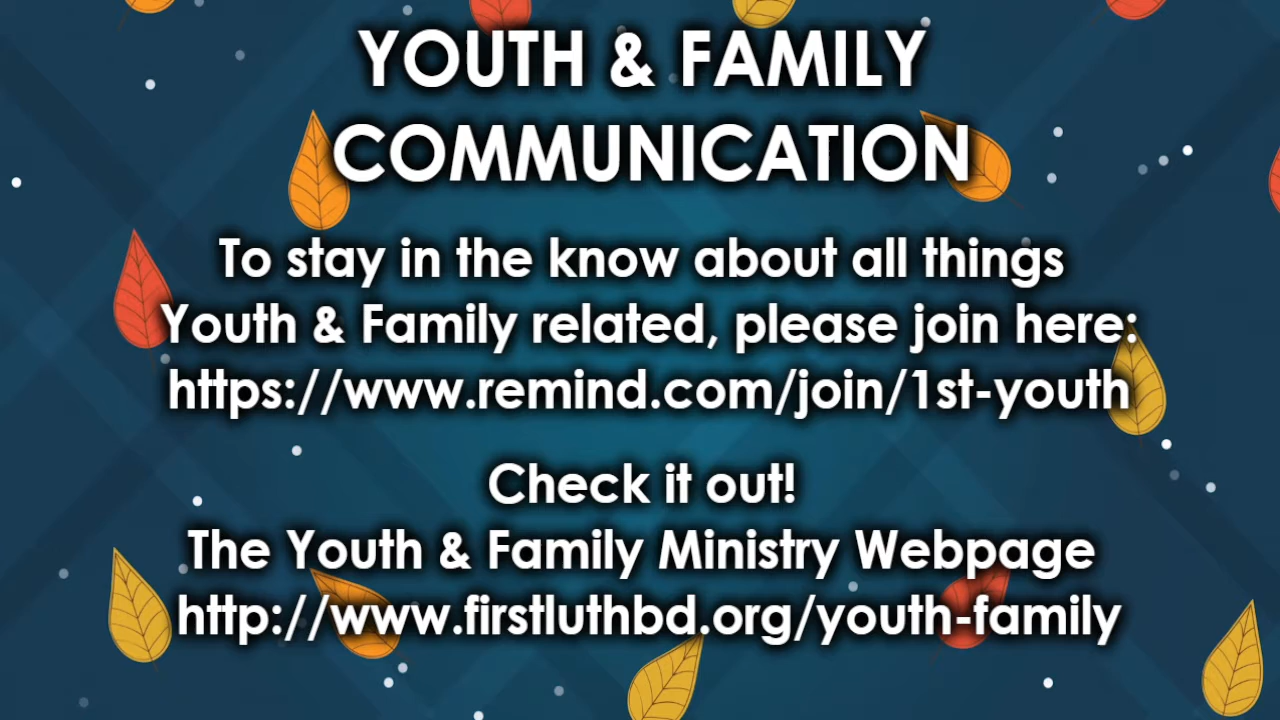 YOUTH & FAMILY
COMMUNICATION
To stay in the know about all things
Youth & Family related, please join here:
https://www.remind.com/join/1st-youth
Check it out!
The Youth & Family Ministry Webpage
http://www.firstluthbd.org/youth-family